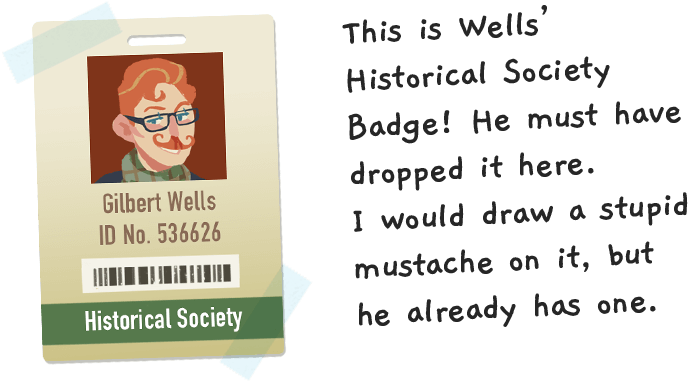 Gilbert Wells
ID No. 536626
Historical Society
This is Wells'
Historical Society
Badge! He must have
dropped it here.
I would draw a stupid
mustache on it, but
he already has one.